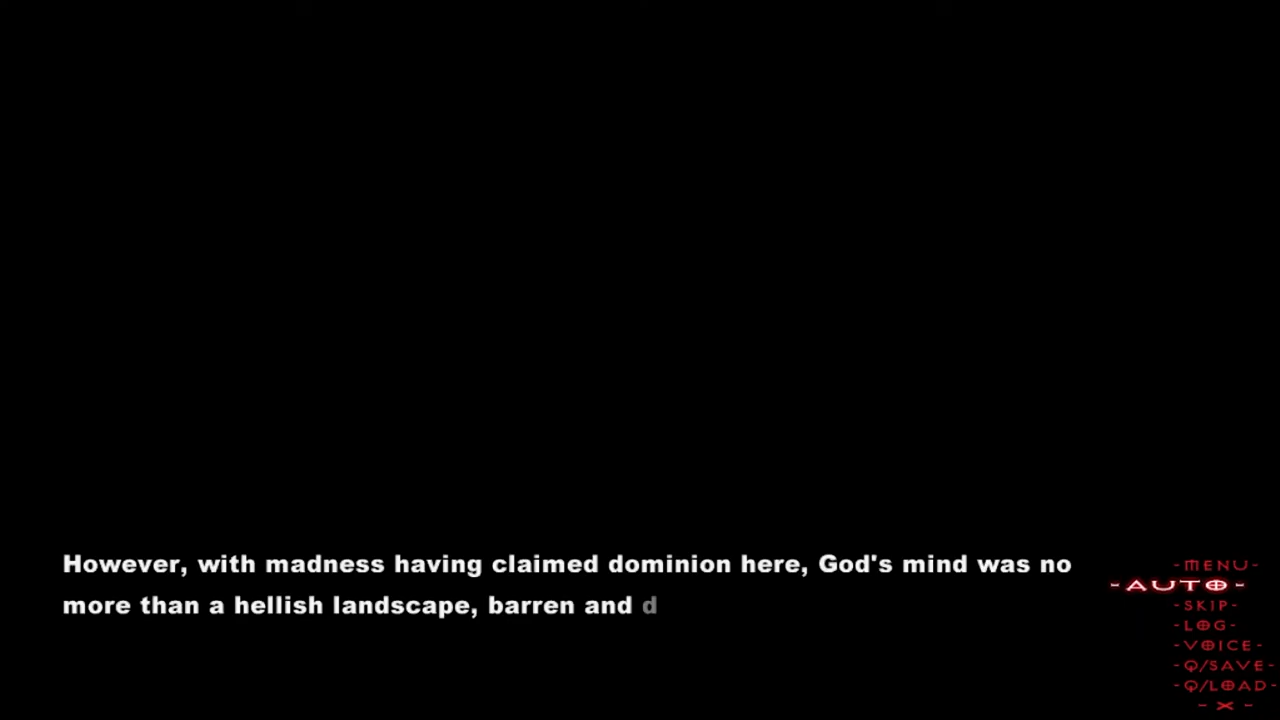 However, with madness having claimed dominion here, God's mind was no
more than a hellish landscape, barren and d
-MENU-
-AUTO-
-SKIP-
-LOG-
-VOICE-
-Q/SAVE-
-Q/LOAD-
-X-